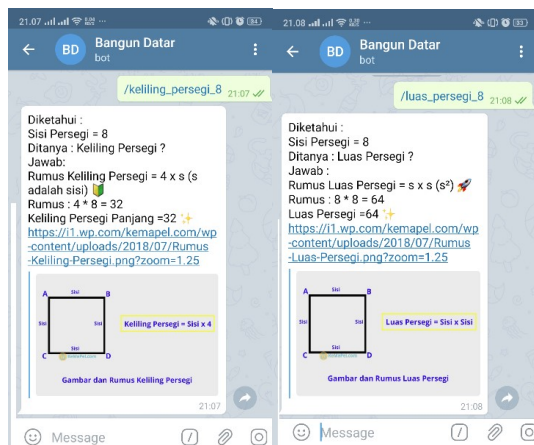 21.07
84
BD
Bangun Datar
bot
/keliling_persegi_8 21:07
Diketahui :
Sisi Persegi = 8
Ditanya : Keliling Persegi ?
Jawab:
Rumus Keliling Persegi = 4 x s (s
adalah sisi) 🔰
Rumus : 4 * 8 = 32
Keliling Persegi Panjang =32 ✨
https://i1.wp.com/kemapel.com/wp
-content/uploads/2018/07/Rumus
-Keliling-Persegi.png?zoom=1.25
Sisi
A B
Sisi Sisi
Keliling Persegi = Sisi x 4
Sisi
C D
Gambar dan Rumus Keliling Persegi
21:07
Message
21.08
83
BD
Bangun Datar
bot
/luas_persegi_8 21:08
Diketahui :
Sisi Persegi = 8
Ditanya : Luas Persegi ?
Jawab :
Rumus Luas Persegi = s x s (s²) 🚀
Rumus : 8 * 8 = 64
Luas Persegi =64 ✨
https://i1.wp.com/kemapel.com/wp
-content/uploads/2018/07/Rumus
-Luas-Persegi.png?zoom=1.25
Sisi
A B
Sisi Sisi
Luas Persegi = Sisi x Sisi
Sisi
C D
Gambar dan Rumus Luas Persegi
21:08
Message